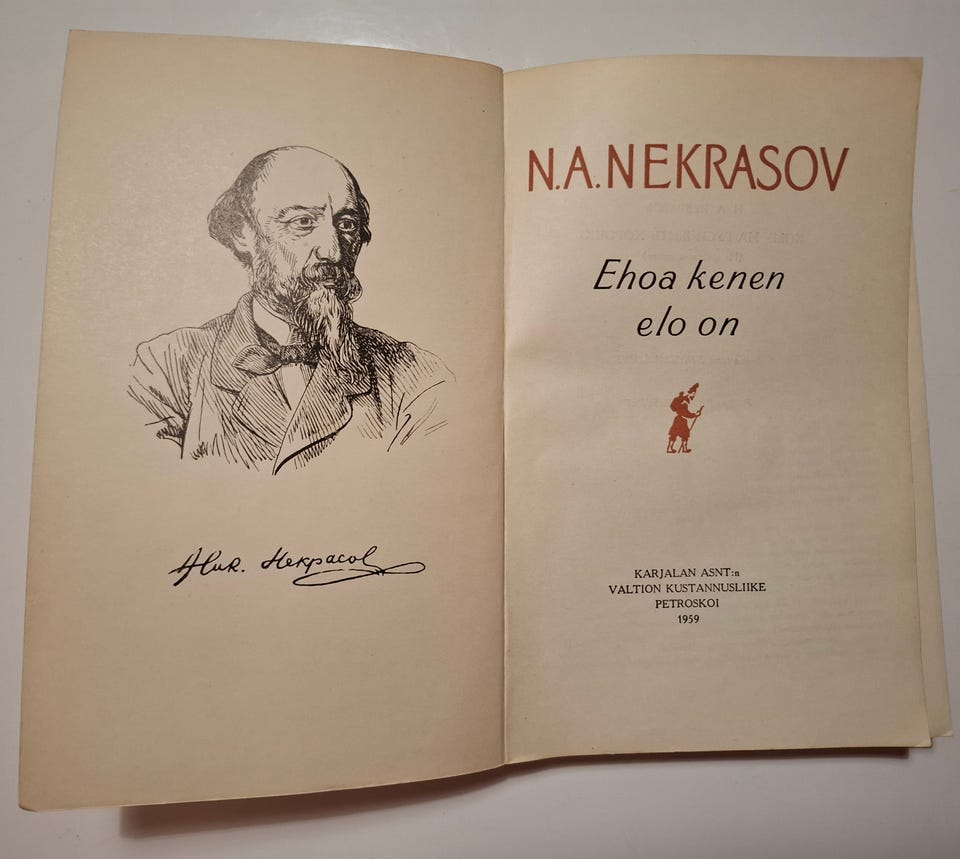 Ник. Некрасов
N.A.NEKRASOV
Ehoa kenen
elo on
KARJALAN ASNT:n
VALTION KUSTANNUSLIIKE
PETROSKOI
1959